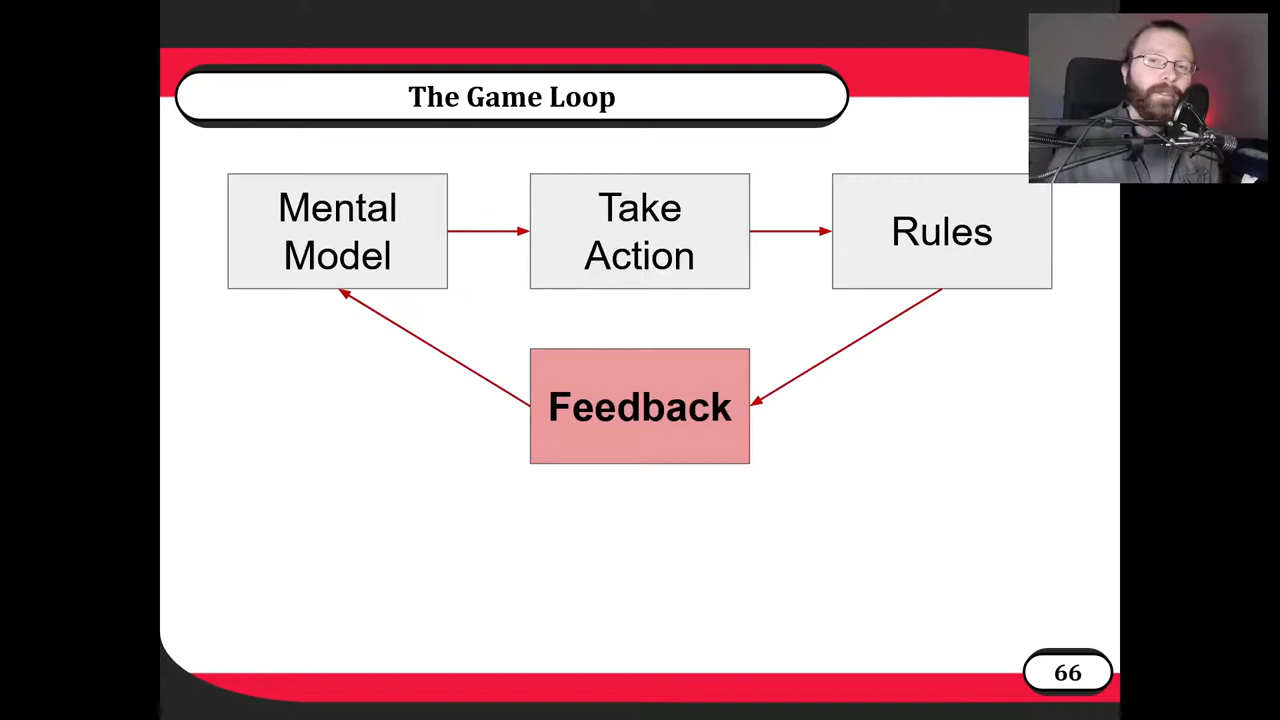 The Game Loop
Mental
Model
Take
Action
Rules
Feedback
66